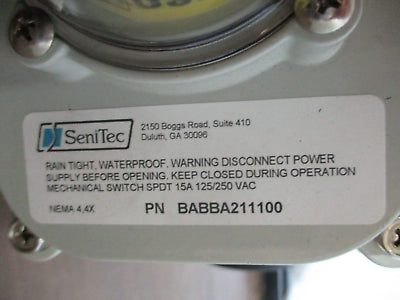 SeniTec
2150 Boggs Road, Suite 410
Duluth, GA 30096
RAIN TIGHT, WATERPROOF. WARNING DISCONNECT POWER
SUPPLY BEFORE OPENING. KEEP CLOSED DURING OPERATION
MECHANICAL SWITCH SPDT 15A 125/250 VAC
NEMA 4,4X PN BABBA211100